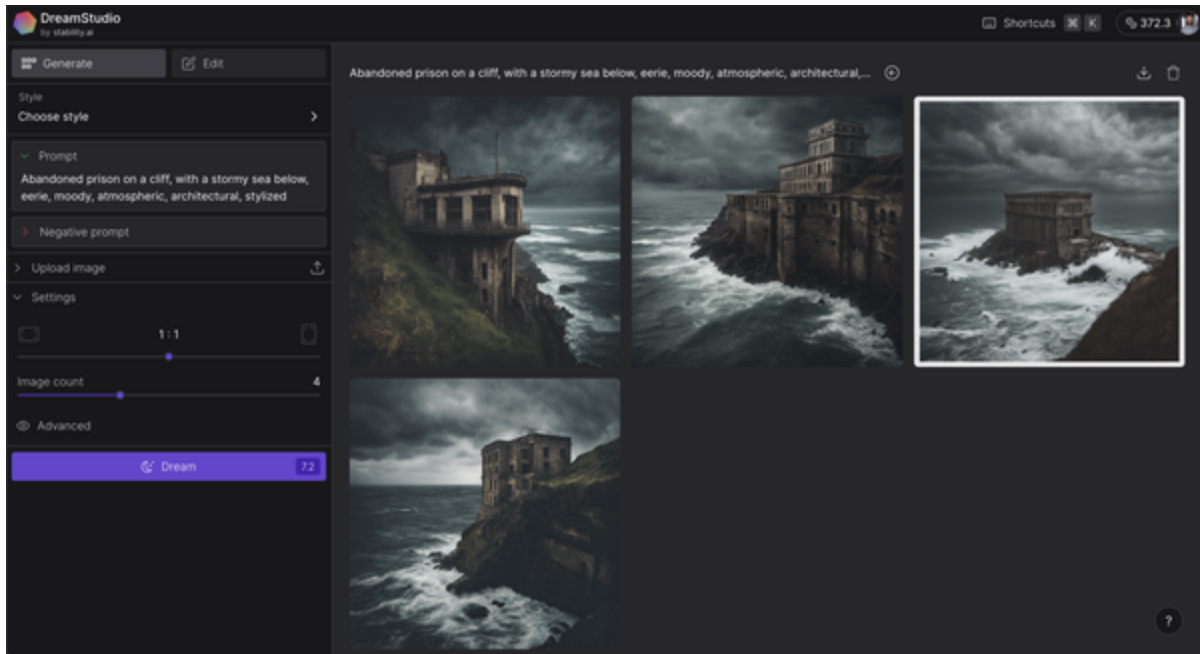 DreamStudio
by stability.ai
Shortcuts ⌘ K
372.3
Generate
Edit
Style
Choose style
Prompt
Abandoned prison on a cliff, with a stormy sea below,
eerie, moody, atmospheric, architectural, stylized
Negative prompt
Upload image
Settings
1:1
Image count 4
Advanced
Dream 7.2
Abandoned prison on a cliff, with a stormy sea below, eerie, moody, atmospheric, architectural,...
?